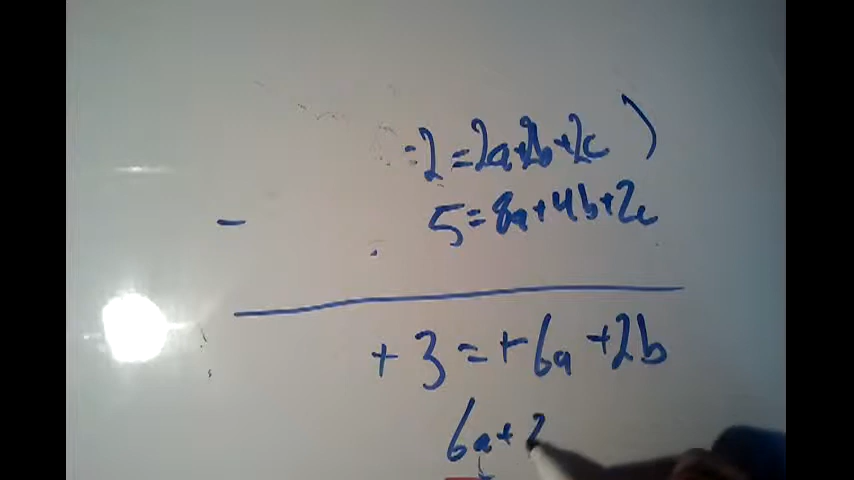 =2 = 2a+2b+2c )
- 5 = 8a+4b+2c
+3 = +6a +2b
6a+2